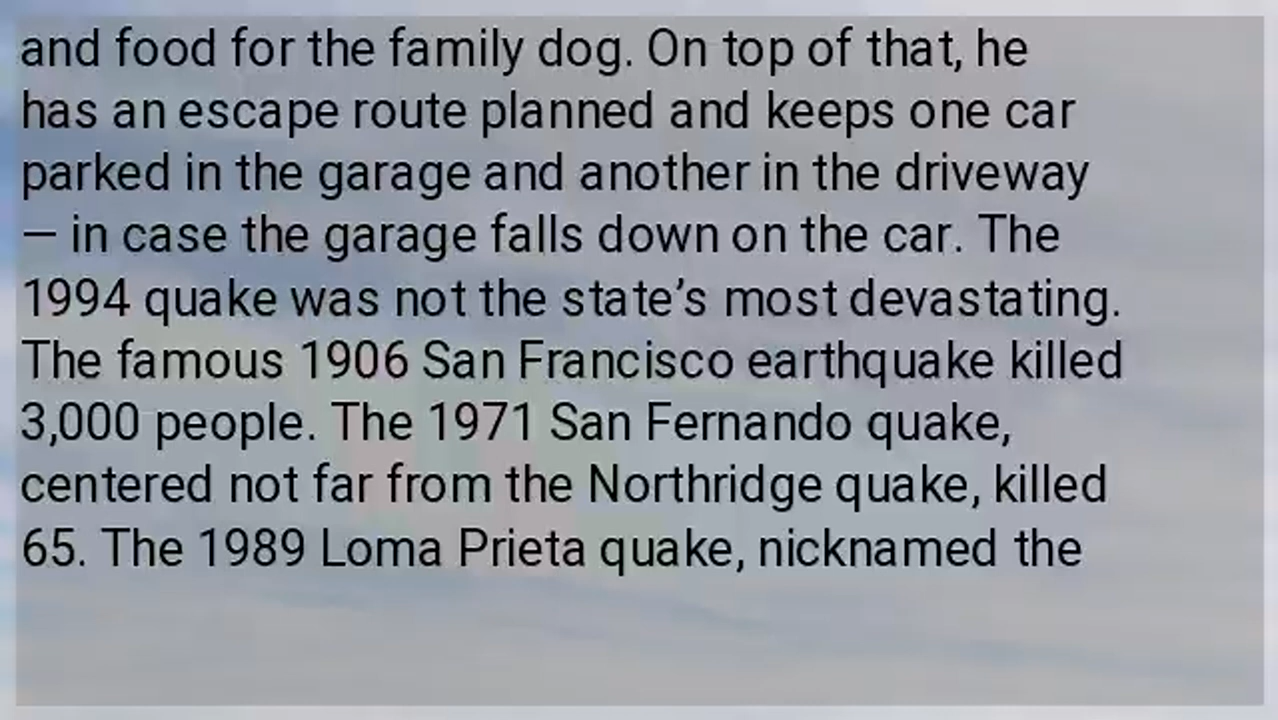 and food for the family dog. On top of that, he
has an escape route planned and keeps one car
parked in the garage and another in the driveway
— in case the garage falls down on the car. The
1994 quake was not the state’s most devastating.
The famous 1906 San Francisco earthquake killed
3,000 people. The 1971 San Fernando quake,
centered not far from the Northridge quake, killed
65. The 1989 Loma Prieta quake, nicknamed the